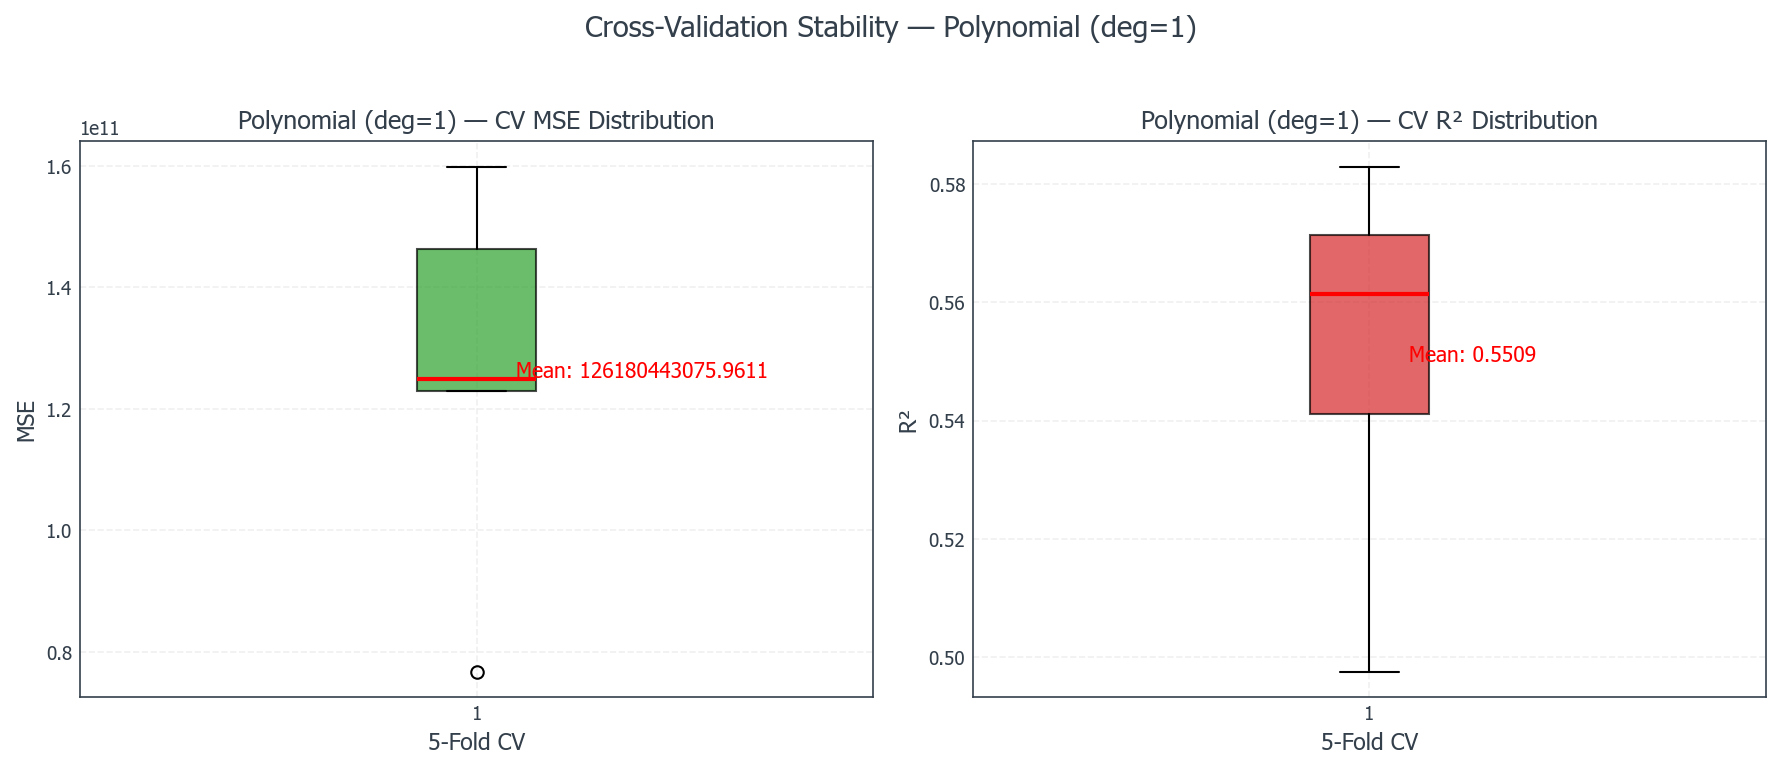 Cross-Validation Stability — Polynomial (deg=1)
Polynomial (deg=1) — CV MSE Distribution
1e11
1.6
1.4
1.2
1.0
0.8
MSE
Mean: 126180443075.9611
1
5-Fold CV
Polynomial (deg=1) — CV R² Distribution
0.58
0.56
0.54
0.52
0.50
R²
Mean: 0.5509
1
5-Fold CV